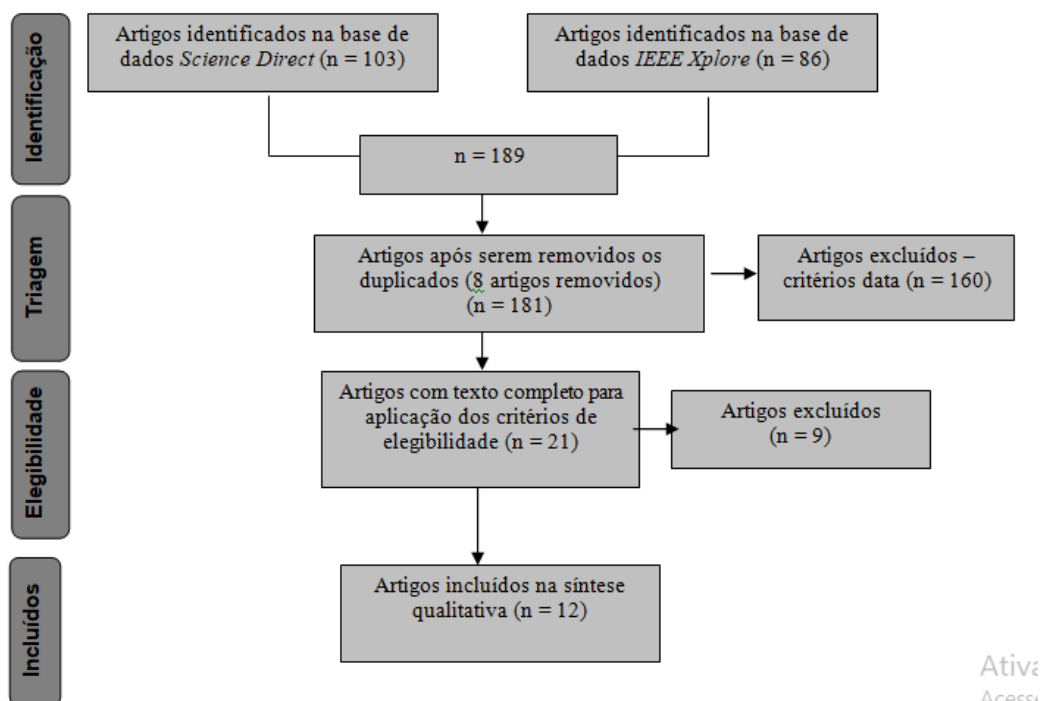 Identificação
Artigos identificados na base de
dados Science Direct (n = 103)
Artigos identificados na base de
dados IEEE Xplore (n = 86)
n = 189
Triagem
Artigos após serem removidos os
duplicados (8 artigos removidos)
(n = 181)
Artigos excluídos –
critérios data (n = 160)
Elegibilidade
Artigos com texto completo para
aplicação dos critérios de
elegibilidade (n = 21)
Artigos excluídos
(n = 9)
Incluídos
Artigos incluídos na síntese
qualitativa (n = 12)
Ativa
Acesse